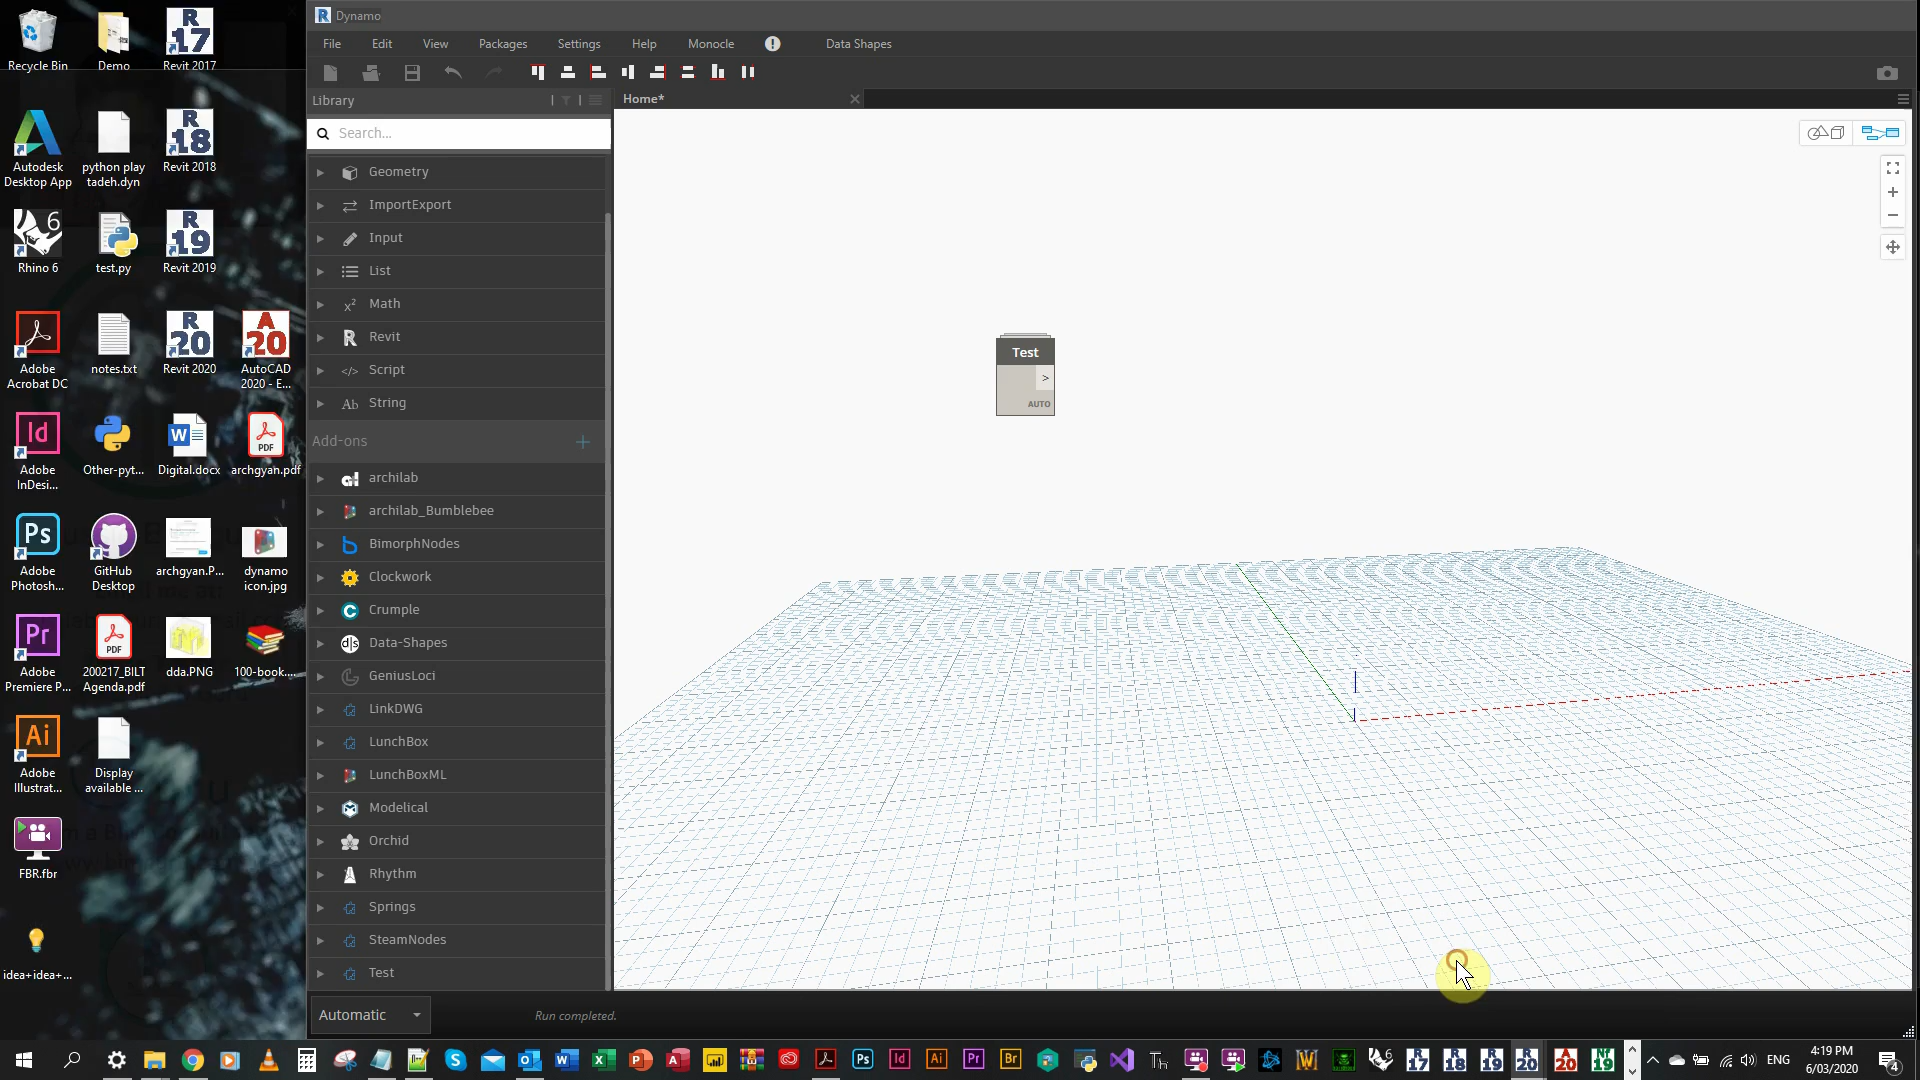 Dynamo
File Edit View Packages Settings Help Monocle Data Shapes
Library
Home*
Search...
Geometry
ImportExport
Input
List
Math
Revit
Script
String
Add-ons
archilab
archilab_Bumblebee
BimorphNodes
Clockwork
Crumple
Data-Shapes
GeniusLoci
LinkDWG
LunchBox
LunchBoxML
Modelical
Orchid
Rhythm
Springs
SteamNodes
Test
Automatic
Run completed.
Test
>
AUTO
Recycle Bin
Demo
Revit 2017
Autodesk
Desktop App
python play
tadeh.dyn
Revit 2018
Rhino 6
test.py
Revit 2019
Adobe
Acrobat DC
notes.txt
Revit 2020
AutoCAD
2020 - E...
Adobe
InDesi...
Other-pyt...
Digital.docx
archgyan.pdf
Adobe
Photosh...
GitHub
Desktop
archgyan.P...
dynamo
icon.jpg
Adobe
Premiere P...
200217_BILT
Agenda.pdf
dda.PNG
100-book....
Adobe
Illustrat...
Display
available ...
FBR.fbr
idea+idea+...
ENG
4:19 PM
6/03/2020